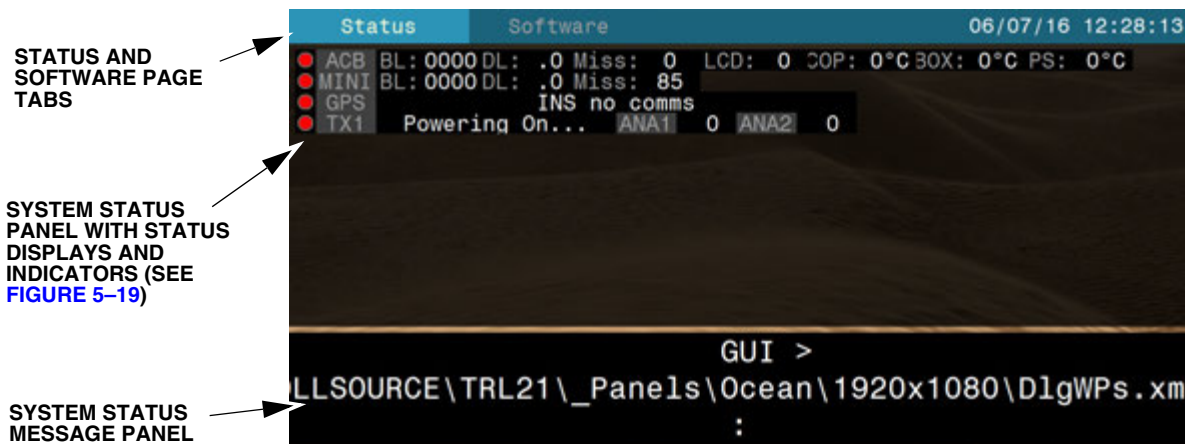 Status Software 06/07/16 12:28:13
STATUS AND
SOFTWARE PAGE
TABS
ACB BL: 0000 DL: .0 Miss: 0 LCD: 0 COP: 0°C BOX: 0°C PS: 0°C
MINI BL: 0000 DL: .0 Miss: 85
GPS INS no comms
TX1 Powering On... ANA1 0 ANA2 0
SYSTEM STATUS
PANEL WITH STATUS
DISPLAYS AND
INDICATORS (SEE
FIGURE 5–19)
GUI >
LLSOURCE\TRL21\_Panels\Ocean\1920x1080\DlgWPs.xm
:
SYSTEM STATUS
MESSAGE PANEL